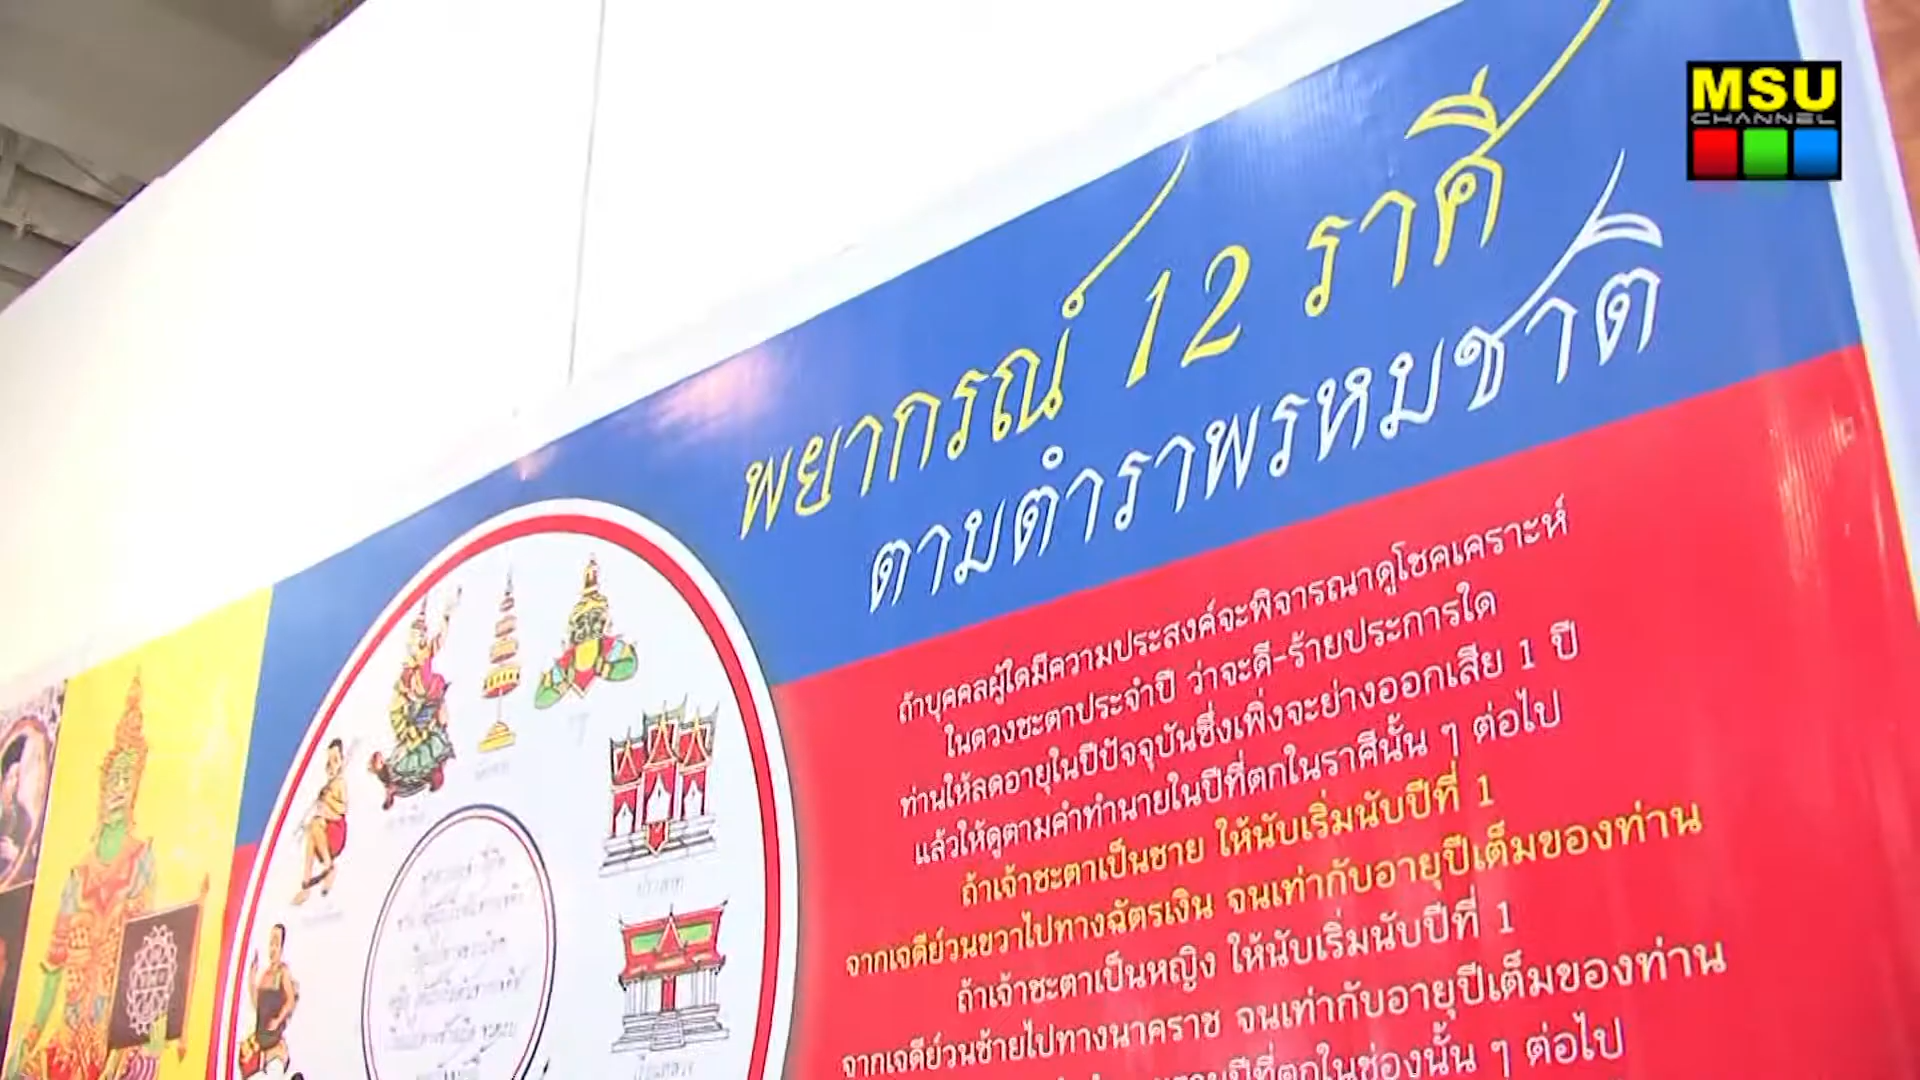 MSU
CHANNEL
พยากรณ์ 12 ราศี
ตามตำราพรหมชาติ
ถ้าบุคคลผู้ใดมีความประสงค์จะพิจารณาดูโชคเคราะห์
ในดวงชะตาประจำปี ว่าจะดี-ร้ายประการใด
ท่านให้ลดอายุในปีปัจจุบันซึ่งเพิ่งจะย่างออกเสีย 1 ปี
แล้วให้ดูตามคำทำนายในปีที่ตกในราศีนั้น ๆ ต่อไป
ถ้าเจ้าชะตาเป็นชาย ให้นับเริ่มนับปีที่ 1
จากเจดีย์วนขวาไปทางฉัตรเงิน จนเท่ากับอายุปีเต็มของท่าน
ถ้าเจ้าชะตาเป็นหญิง ให้นับเริ่มนับปีที่ 1
จากเจดีย์วนซ้ายไปทางนาคราช จนเท่ากับอายุปีเต็มของท่าน
ปีที่ตกในช่องนั้น ๆ ต่อไป